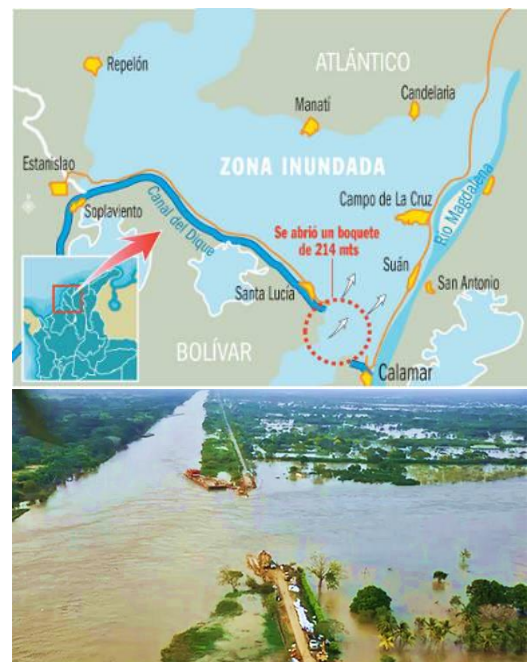 ATLÁNTICO
Repelón
Candelaria
Manatí
ZONA INUNDADA
Estanislao
Campo de La Cruz
Río Magdalena
Soplaviento
Canal del Dique
Se abrió un boquete
de 214 mts
Suán
San Antonio
Santa Lucía
BOLÍVAR
Calamar